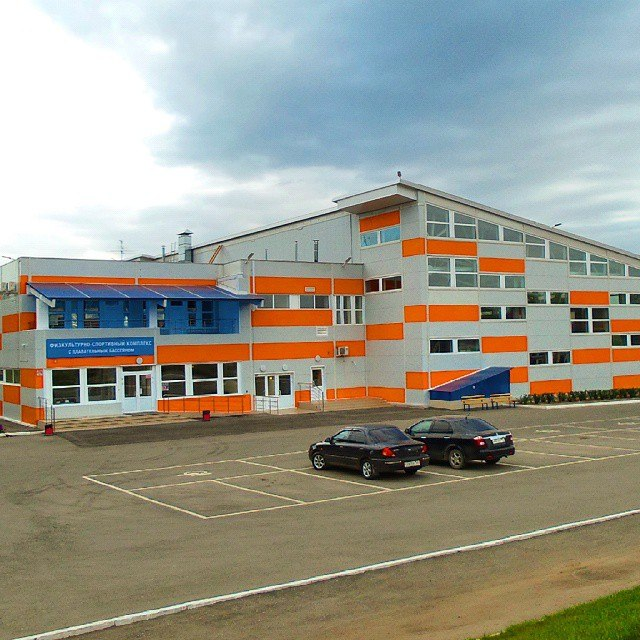 ФИЗКУЛЬТУРНО-СПОРТИВНЫЙ КОМПЛЕКС
С ПЛАВАТЕЛЬНЫМ БАССЕЙНОМ